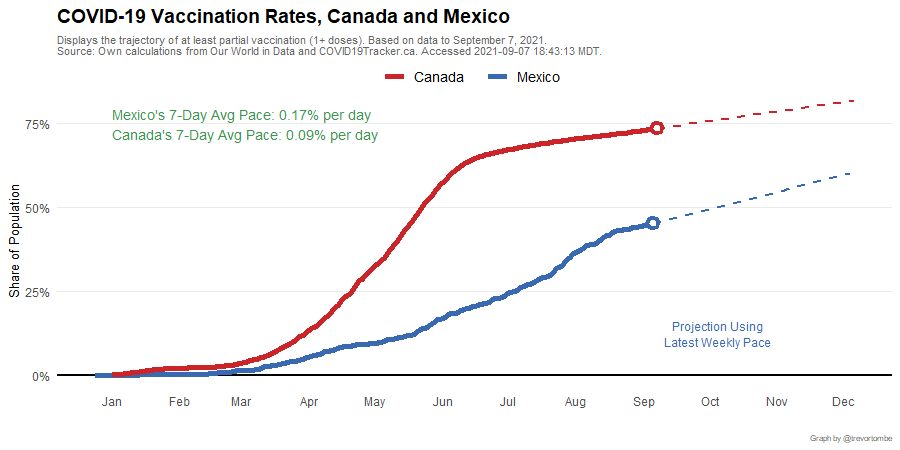 COVID-19 Vaccination Rates, Canada and Mexico
Displays the trajectory of at least partial vaccination (1+ doses). Based on data to September 7, 2021.
Source: Own calculations from Our World in Data and COVID19Tracker.ca. Accessed 2021-09-07 18:43:13 MDT.
Canada Mexico
Mexico's 7-Day Avg Pace: 0.17% per day
Canada's 7-Day Avg Pace: 0.09% per day
75%
50%
25%
0%
Share of Population
Projection Using
Latest Weekly Pace
Jan Feb Mar Apr May Jun Jul Aug Sep Oct Nov Dec
Graph by @trevortombe